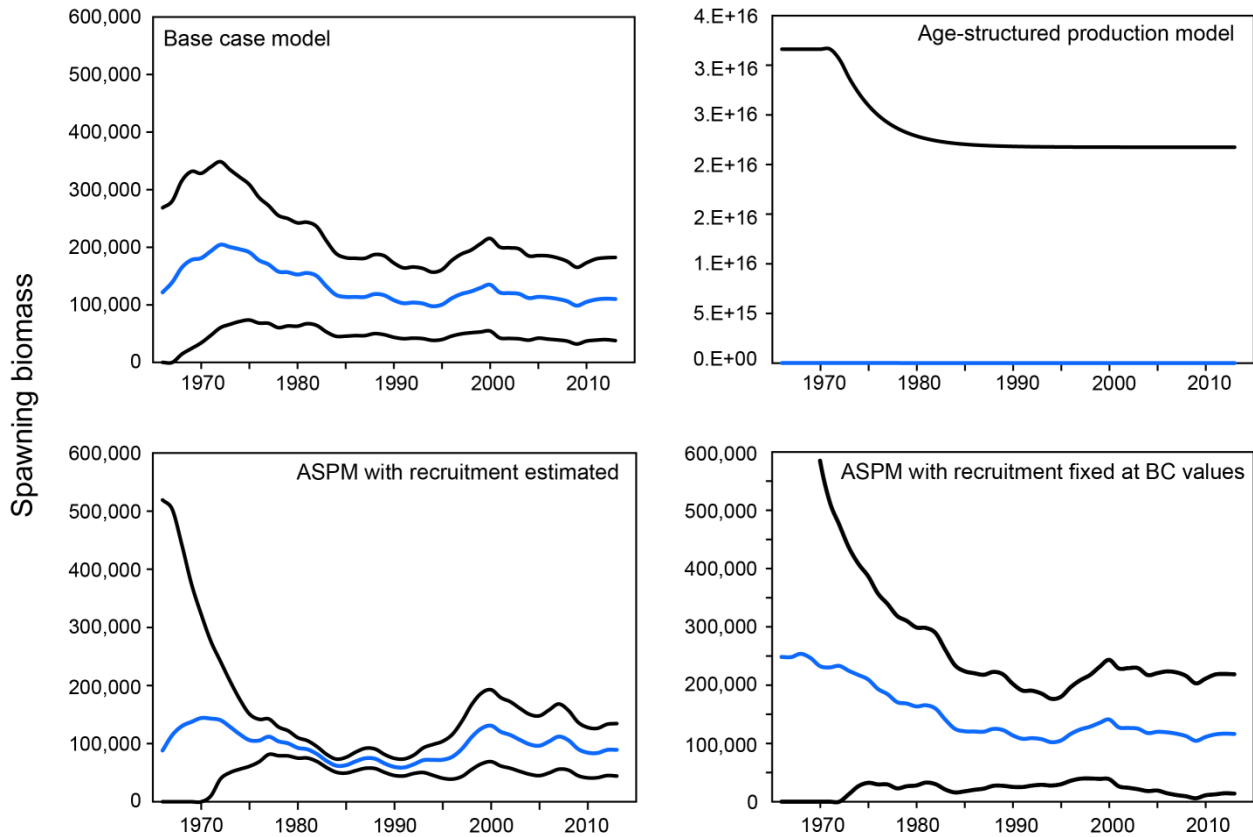 Spawning biomass
Base case model
600,000
500,000
400,000
300,000
200,000
100,000
0
1970 1980 1990 2000 2010
Age-structured production model
4.E+16
3.E+16
3.E+16
2.E+16
2.E+16
1.E+16
5.E+15
0.E+00
1970 1980 1990 2000 2010
ASPM with recruitment estimated
600,000
500,000
400,000
300,000
200,000
100,000
0
1970 1980 1990 2000 2010
ASPM with recruitment fixed at BC values
600,000
500,000
400,000
300,000
200,000
100,000
0
1970 1980 1990 2000 2010